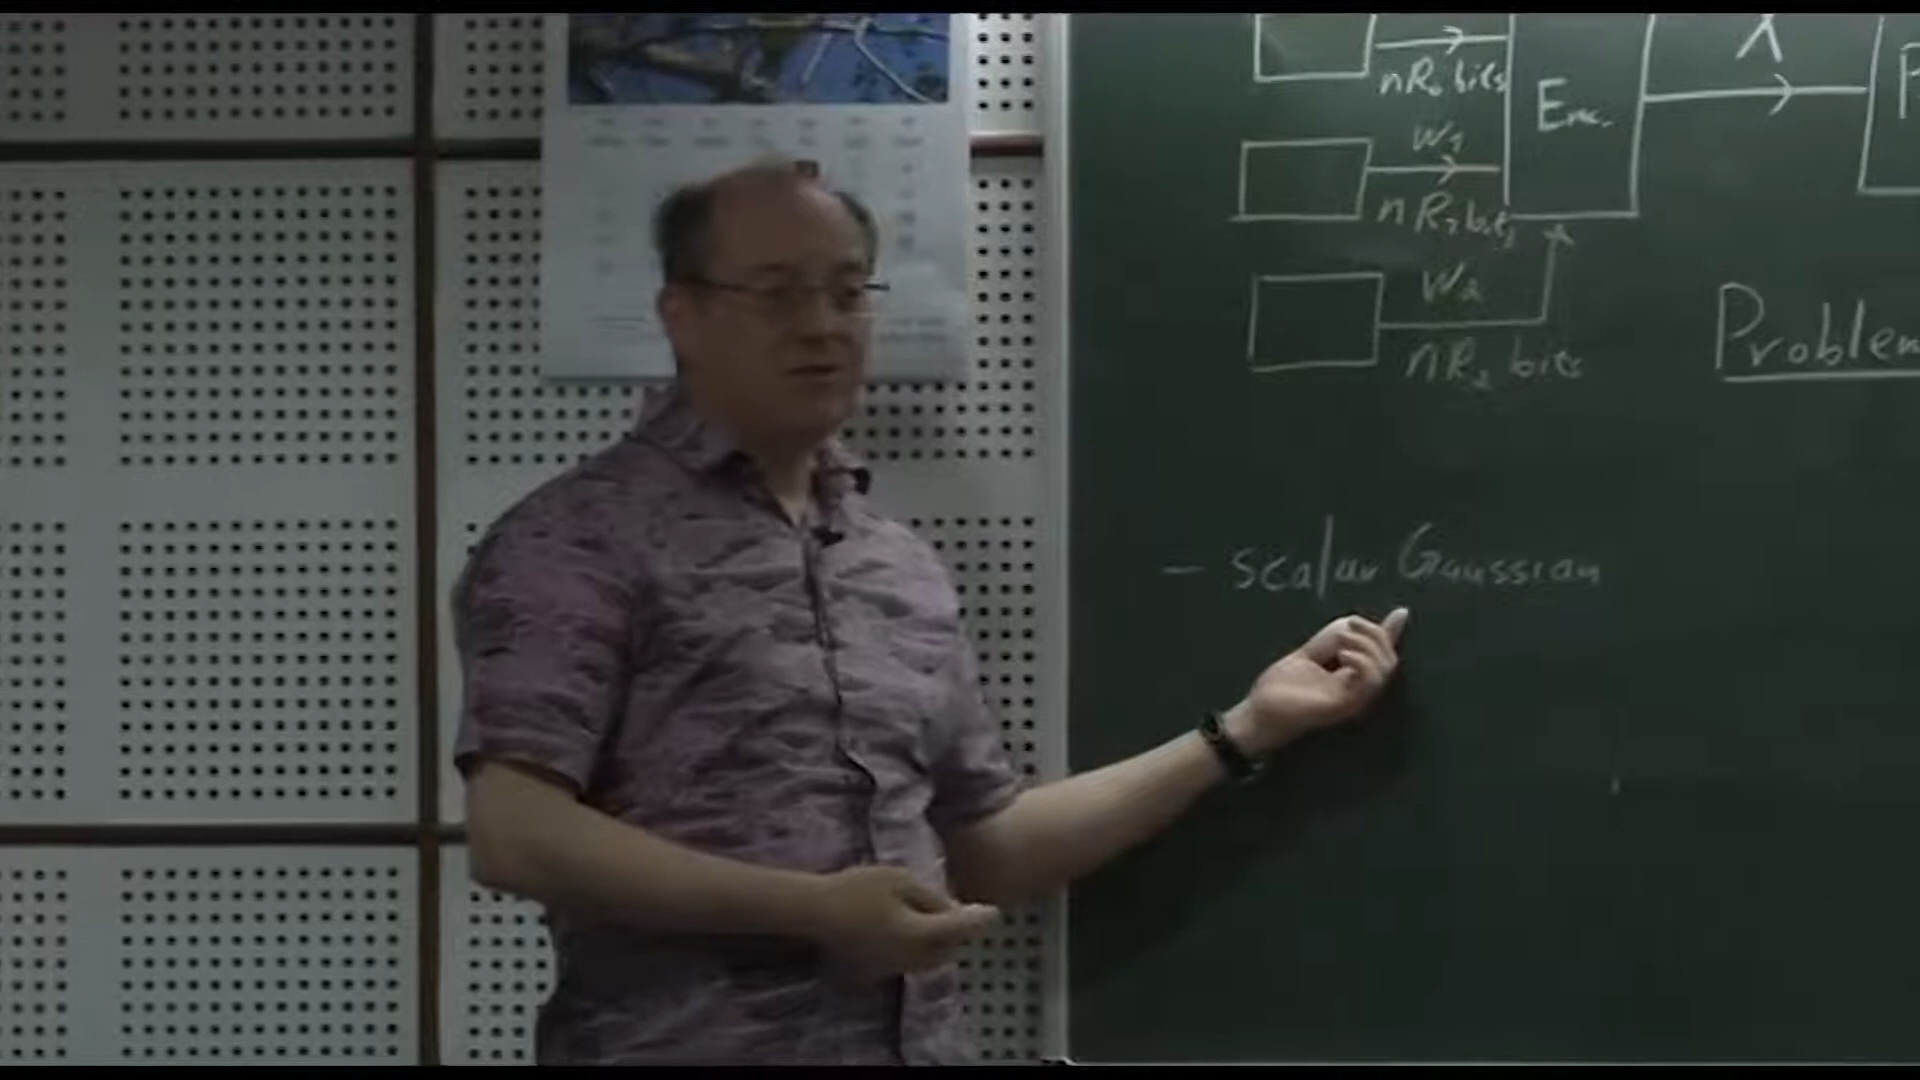 nR₀ bits
Enc.
X
P
W₁
nR₁ bits
W₂
nR₂ bits
Problem
- scalar Gaussian